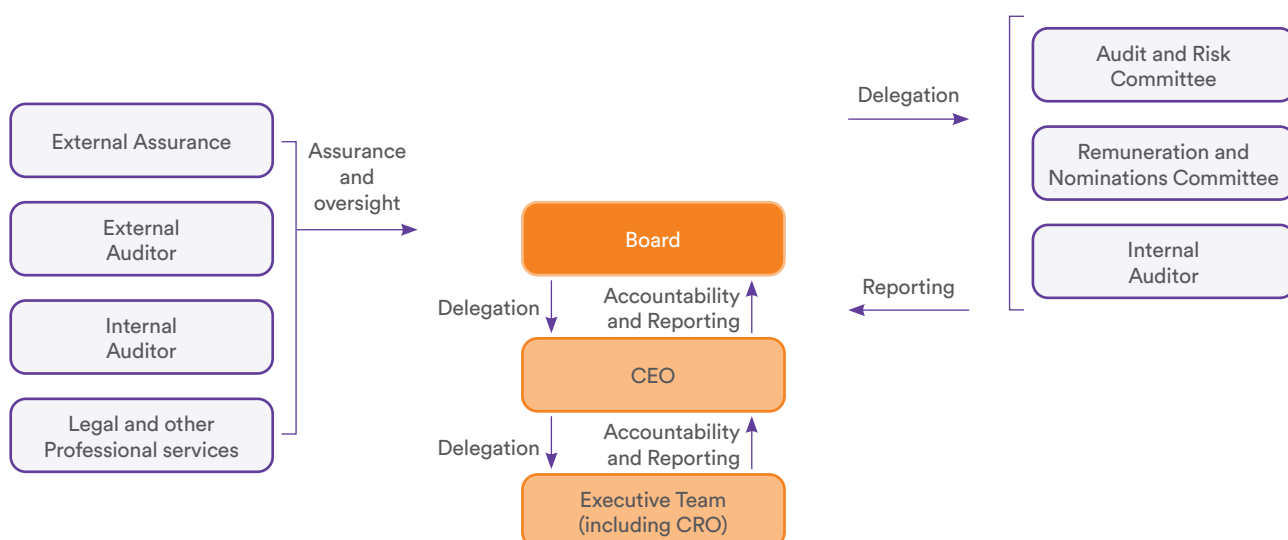 External Assurance
External
Auditor
Internal
Auditor
Legal and other
Professional services
Assurance
and
oversight
Board
Delegation
Accountability
and Reporting
CEO
Delegation
Accountability
and Reporting
Executive Team
(including CRO)
Delegation
Reporting
Audit and Risk
Committee
Remuneration and
Nominations Committee
Internal
Auditor